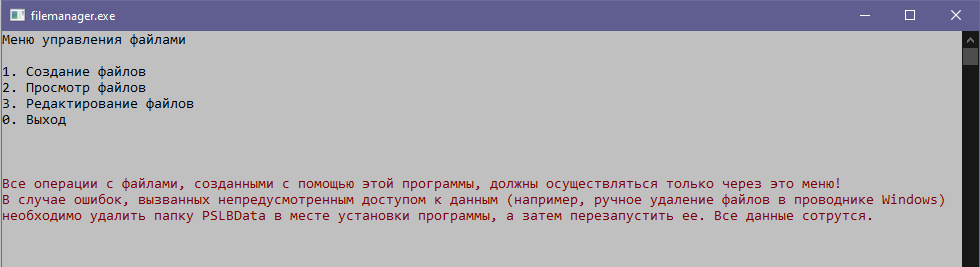 filemanager.exe
Меню управления файлами
1. Создание файлов
2. Просмотр файлов
3. Редактирование файлов
0. Выход
Все операции с файлами, созданными с помощью этой программы, должны осуществляться только через это меню!
В случае ошибок, вызванных непредусмотренным доступом к данным (например, ручное удаление файлов в проводнике Windows)
необходимо удалить папку PSLBData в месте установки программы, а затем перезапустить ее. Все данные сотрутся.